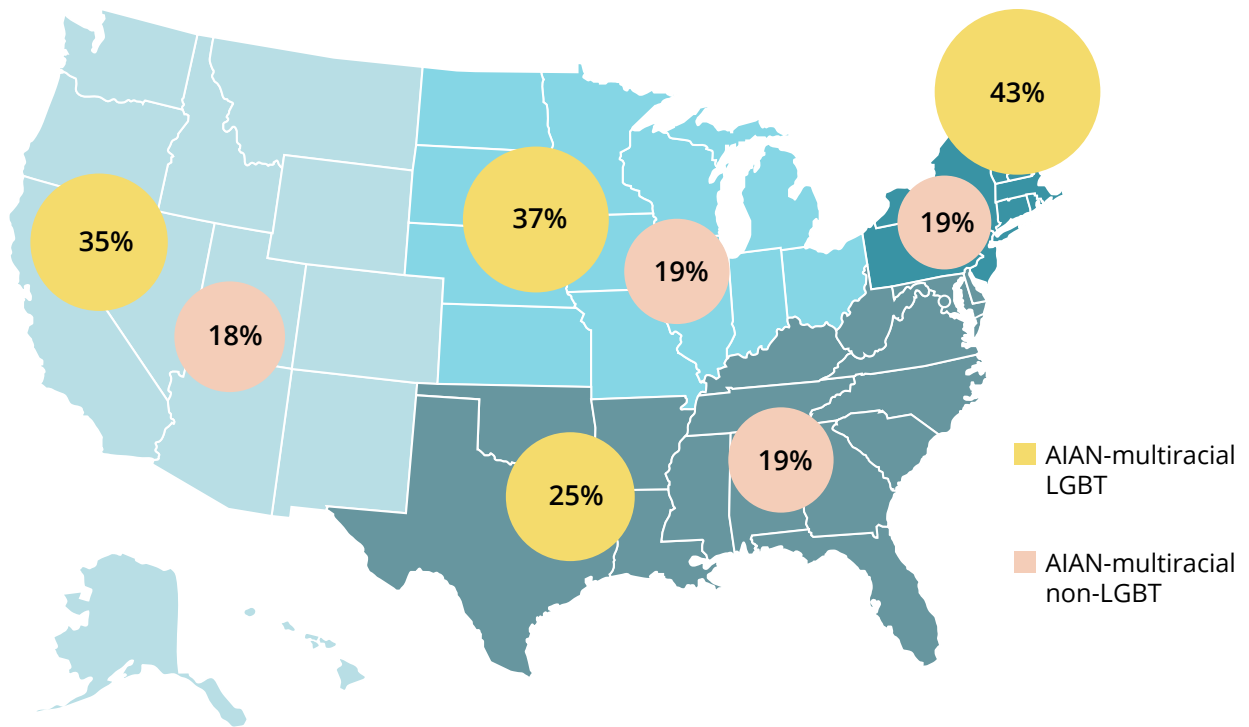 43%
37%
19%
35%
19%
18%
19%
25%
AIAN-multiracial
LGBT
AIAN-multiracial
non-LGBT